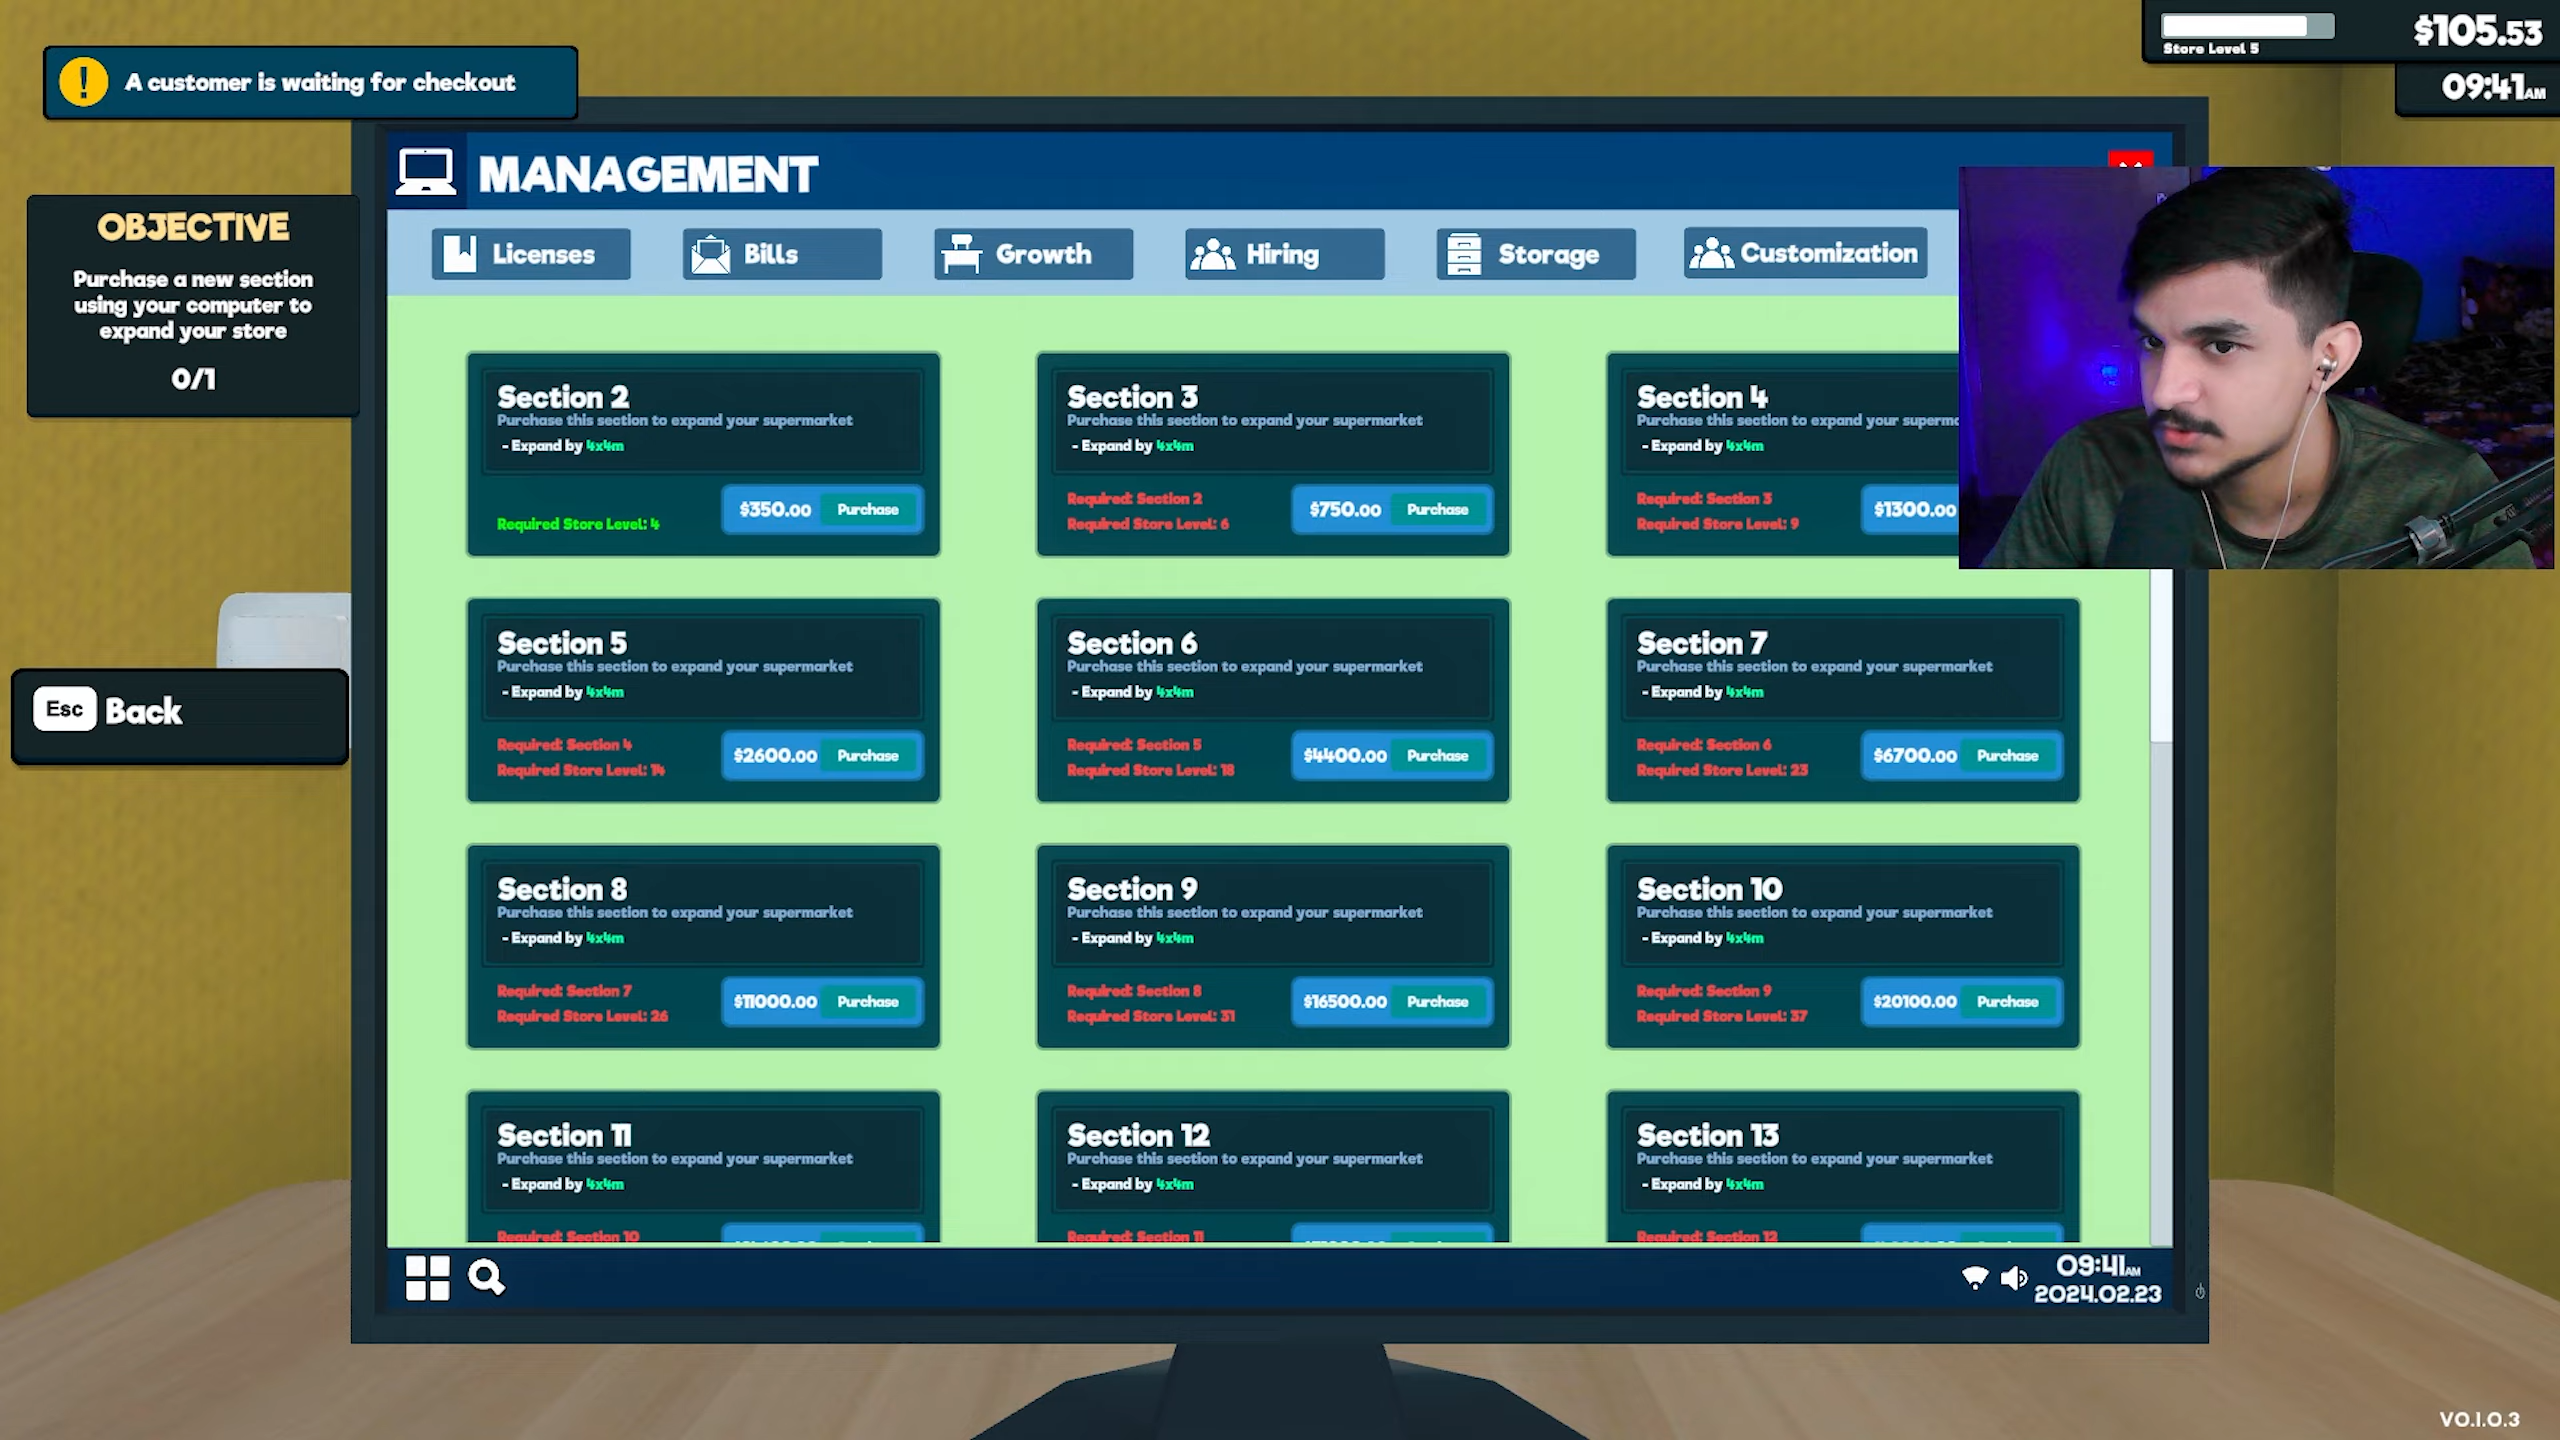 A customer is waiting for checkout
Store Level 5
$105.53
09:41AM
OBJECTIVE
Purchase a new section
using your computer to
expand your store
0/1
Esc Back
MANAGEMENT
Licenses
Bills
Growth
Hiring
Storage
Customization
Section 2
Purchase this section to expand your supermarket
- Expand by 4x4m
Required Store Level: 4
$350.00 Purchase
Section 3
Purchase this section to expand your supermarket
- Expand by 4x4m
Required: Section 2
Required Store Level: 6
$750.00 Purchase
Section 4
Purchase this section to expand your
- Expand by 4x4m
Required: Section 3
Required Store Level: 9
$1300.00
Section 5
Purchase this section to expand your supermarket
- Expand by 4x4m
Required: Section 4
Required Store Level: 14
$2600.00 Purchase
Section 6
Purchase this section to expand your supermarket
- Expand by 4x4m
Required: Section 5
Required Store Level: 18
$4400.00 Purchase
Section 7
Purchase this section to expand your supermarket
- Expand by 4x4m
Required: Section 6
Required Store Level: 23
$6700.00 Purchase
Section 8
Purchase this section to expand your supermarket
- Expand by 4x4m
Required: Section 7
Required Store Level: 26
$11000.00 Purchase
Section 9
Purchase this section to expand your supermarket
- Expand by 4x4m
Required: Section 8
Required Store Level: 31
$16500.00 Purchase
Section 10
Purchase this section to expand your supermarket
- Expand by 4x4m
Required: Section 9
Required Store Level: 37
$20100.00 Purchase
Section 11
Purchase this section to expand your supermarket
- Expand by 4x4m
Required: Section 10
Section 12
Purchase this section to expand your supermarket
- Expand by 4x4m
Required: Section 11
Section 13
Purchase this section to expand your supermarket
- Expand by 4x4m
Required: Section 12
09:41AM
2024.02.23
V0.1.0.3